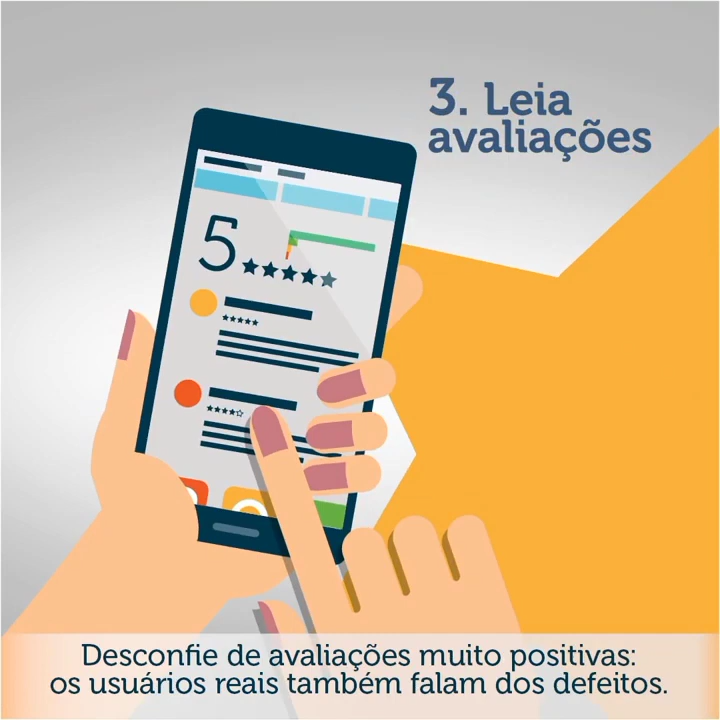 3. Leia
avaliações
5
Desconfie de avaliações muito positivas:
os usuários reais também falam dos defeitos.